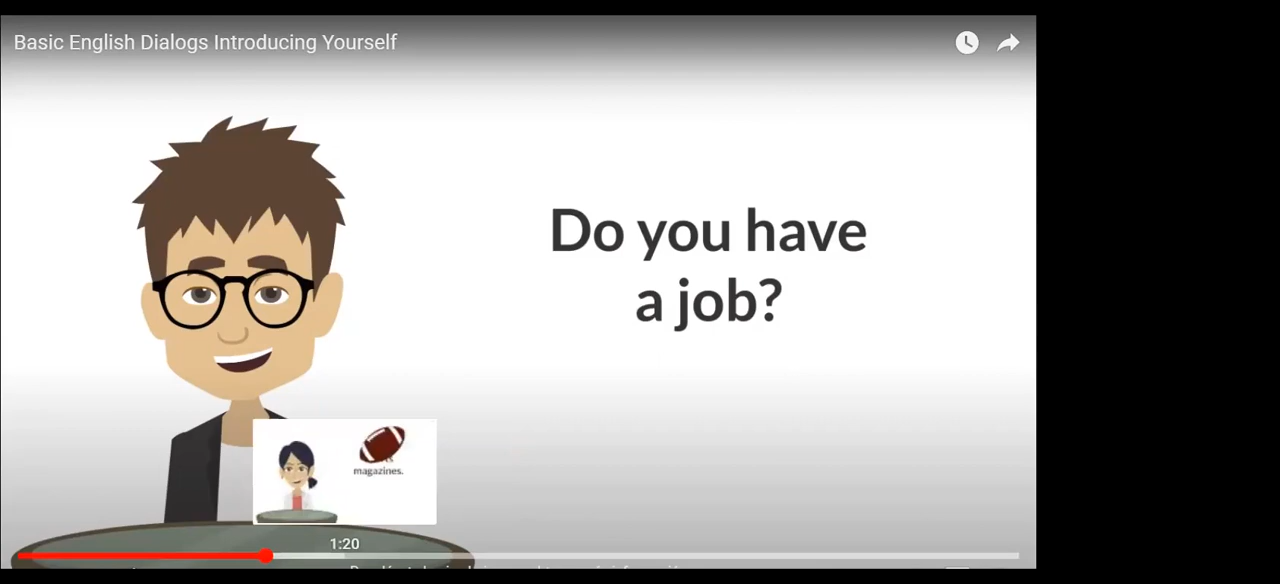 Basic English Dialogs Introducing Yourself
Do you have
a job?
magazines.
1:20